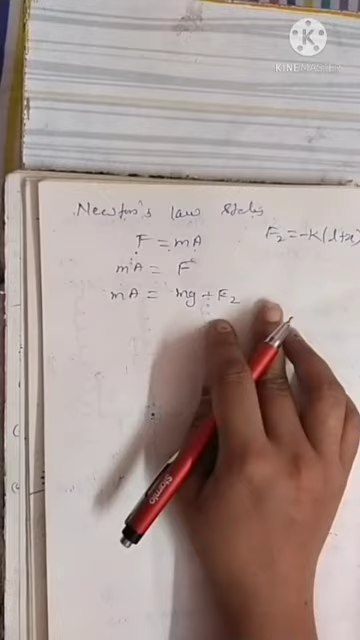 K
KINEMASTER
Newton's law States
F = mA
F₂ = -K(l+x)
mA = F
mA = mg + F₂